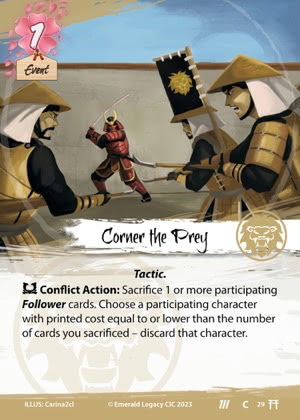 1
Event
Corner the Prey
Tactic.
Conflict Action: Sacrifice 1 or more participating
Follower cards. Choose a participating character
with printed cost equal to or lower than the number
of cards you sacrificed – discard that character.
ILLUS: Carina2cl © Emerald Legacy CIC 2023 C 29